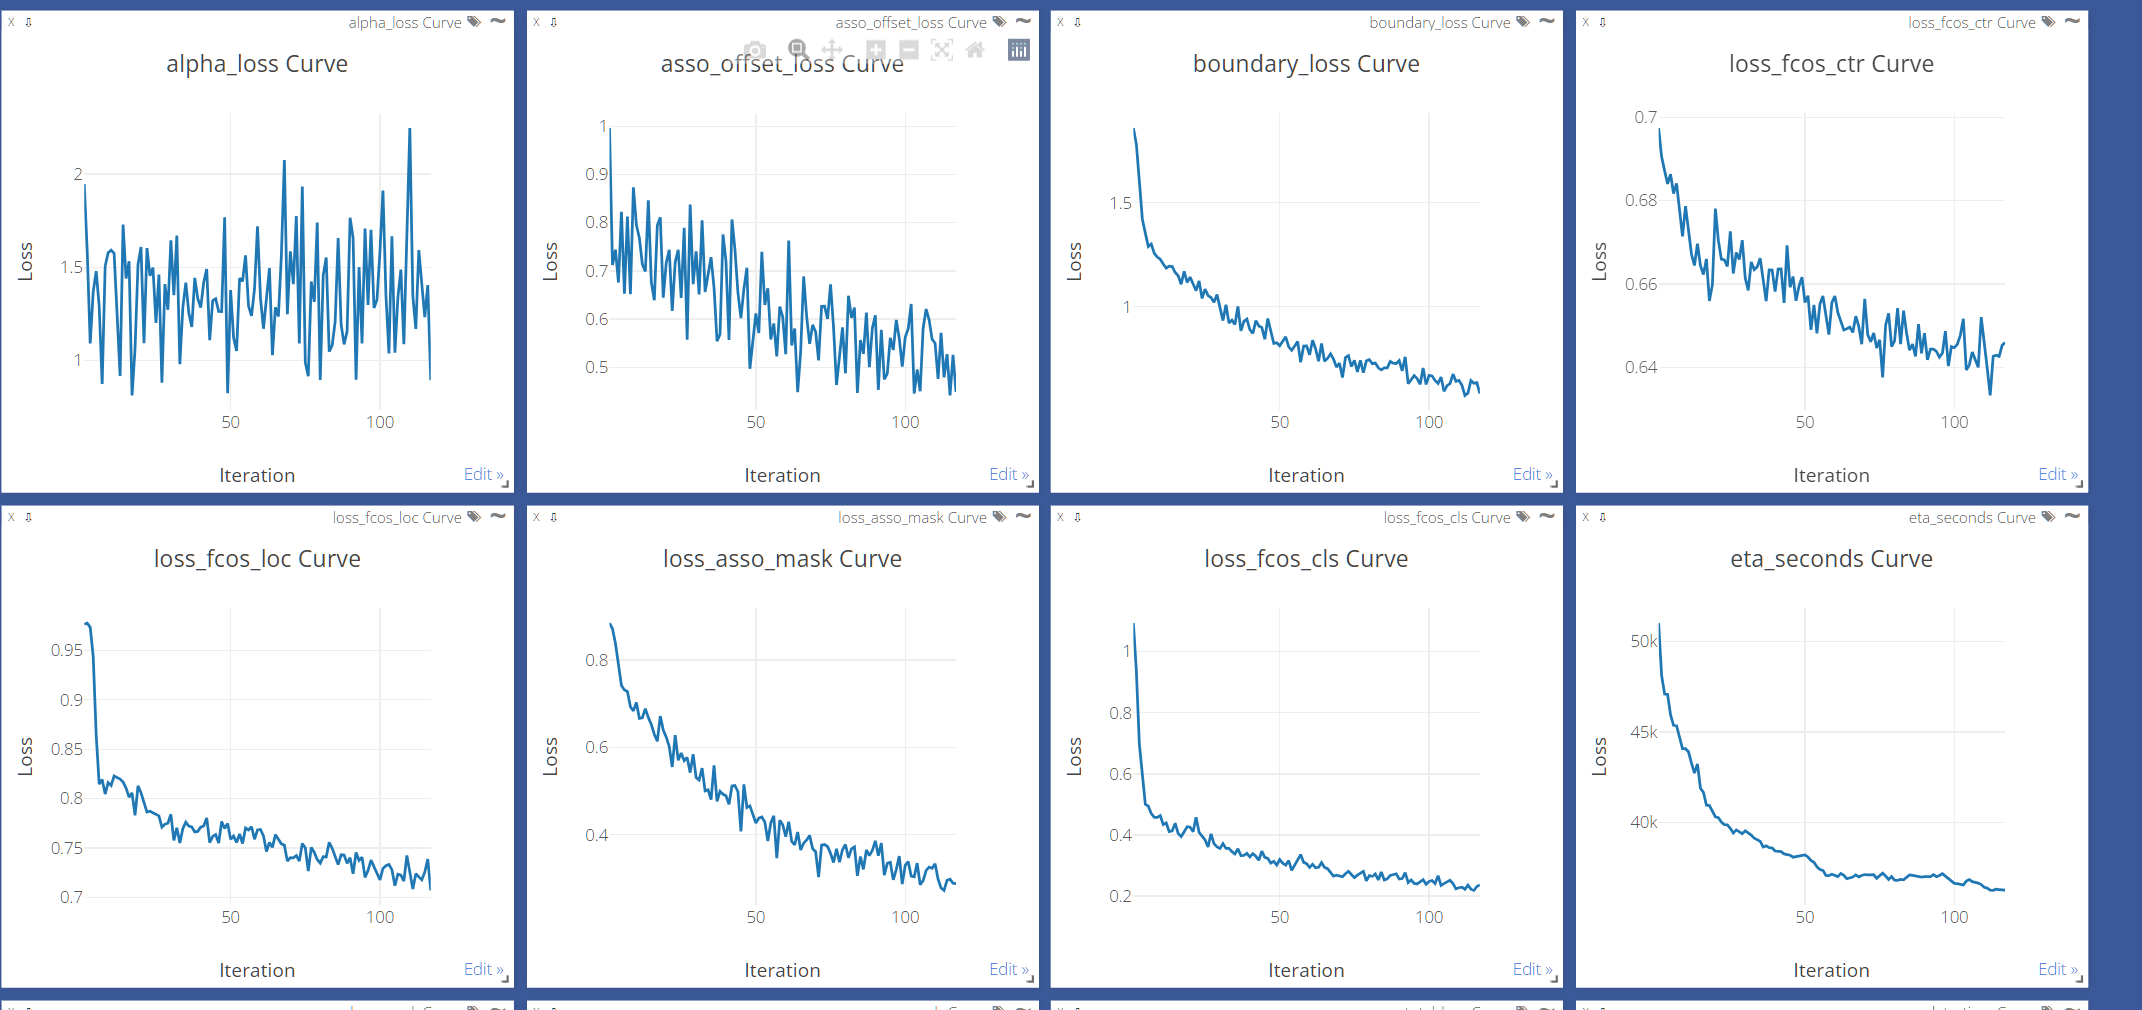 X alpha_loss Curve
alpha_loss Curve
2
1.5
1
50
100
Loss
Iteration
Edit »
X asso_offset_loss Curve
asso_offset_loss Curve
1
0.9
0.8
0.7
0.6
0.5
50
100
Loss
Iteration
Edit »
X boundary_loss Curve
boundary_loss Curve
1.5
1
50
100
Loss
Iteration
Edit »
X loss_fcos_ctr Curve
loss_fcos_ctr Curve
0.7
0.68
0.66
0.64
50
100
Loss
Iteration
Edit »
X loss_fcos_loc Curve
loss_fcos_loc Curve
0.95
0.9
0.85
0.8
0.75
0.7
50
100
Loss
Iteration
Edit »
X loss_asso_mask Curve
loss_asso_mask Curve
0.8
0.6
0.4
50
100
Loss
Iteration
Edit »
X loss_fcos_cls Curve
loss_fcos_cls Curve
1
0.8
0.6
0.4
0.2
50
100
Loss
Iteration
Edit »
X eta_seconds Curve
eta_seconds Curve
50k
45k
40k
50
100
Loss
Iteration
Edit »